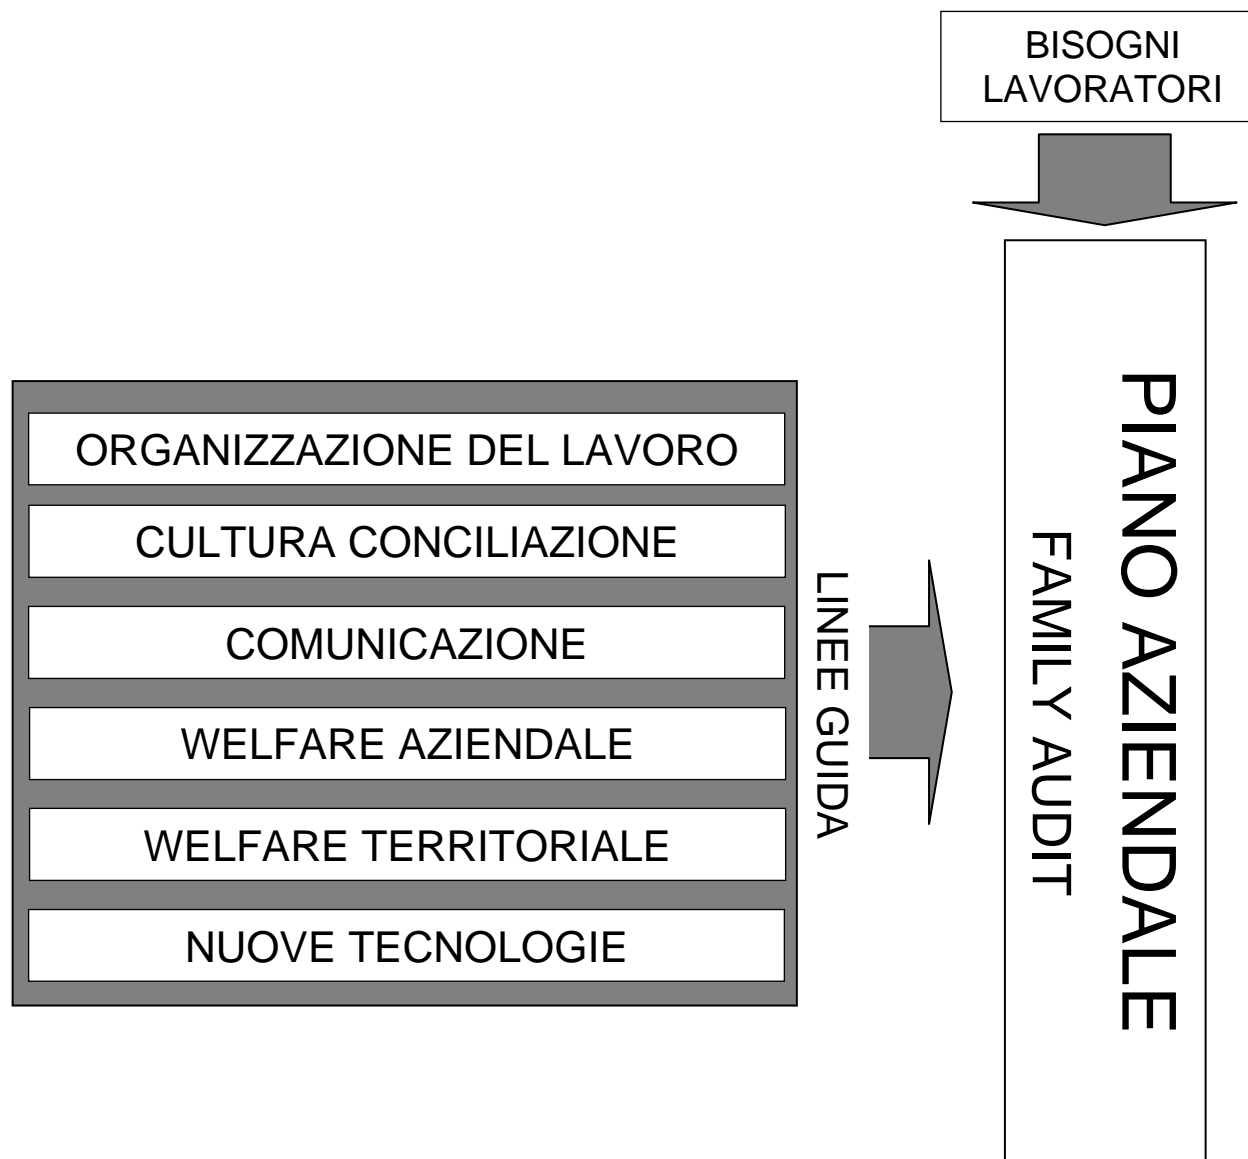 BISOGNI
LAVORATORI
ORGANIZZAZIONE DEL LAVORO
CULTURA CONCILIAZIONE
COMUNICAZIONE
WELFARE AZIENDALE
WELFARE TERRITORIALE
NUOVE TECNOLOGIE
LINEE GUIDA
PIANO AZIENDALE
FAMILY AUDIT